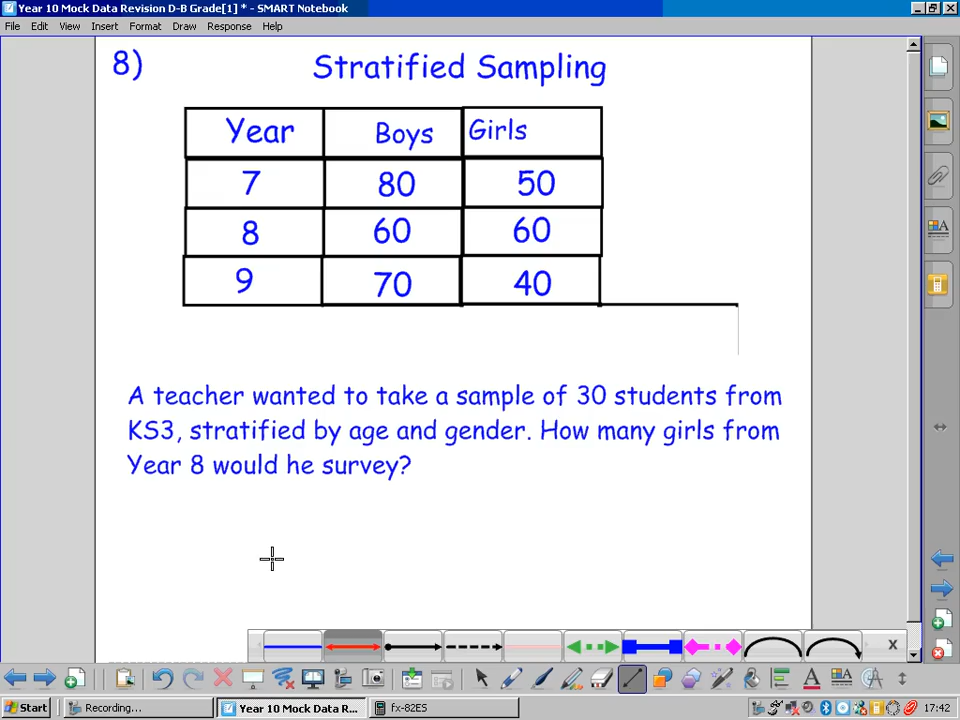 Year 10 Mock Data Revision D-B Grade[1] * - SMART Notebook
File Edit View Insert Format Draw Response Help
8) Stratified Sampling
Year Boys Girls
7 80 50
8 60 60
9 70 40
A teacher wanted to take a sample of 30 students from
KS3, stratified by age and gender. How many girls from
Year 8 would he survey?
Start Recording... Year 10 Mock Data R... fx-82ES 17:42